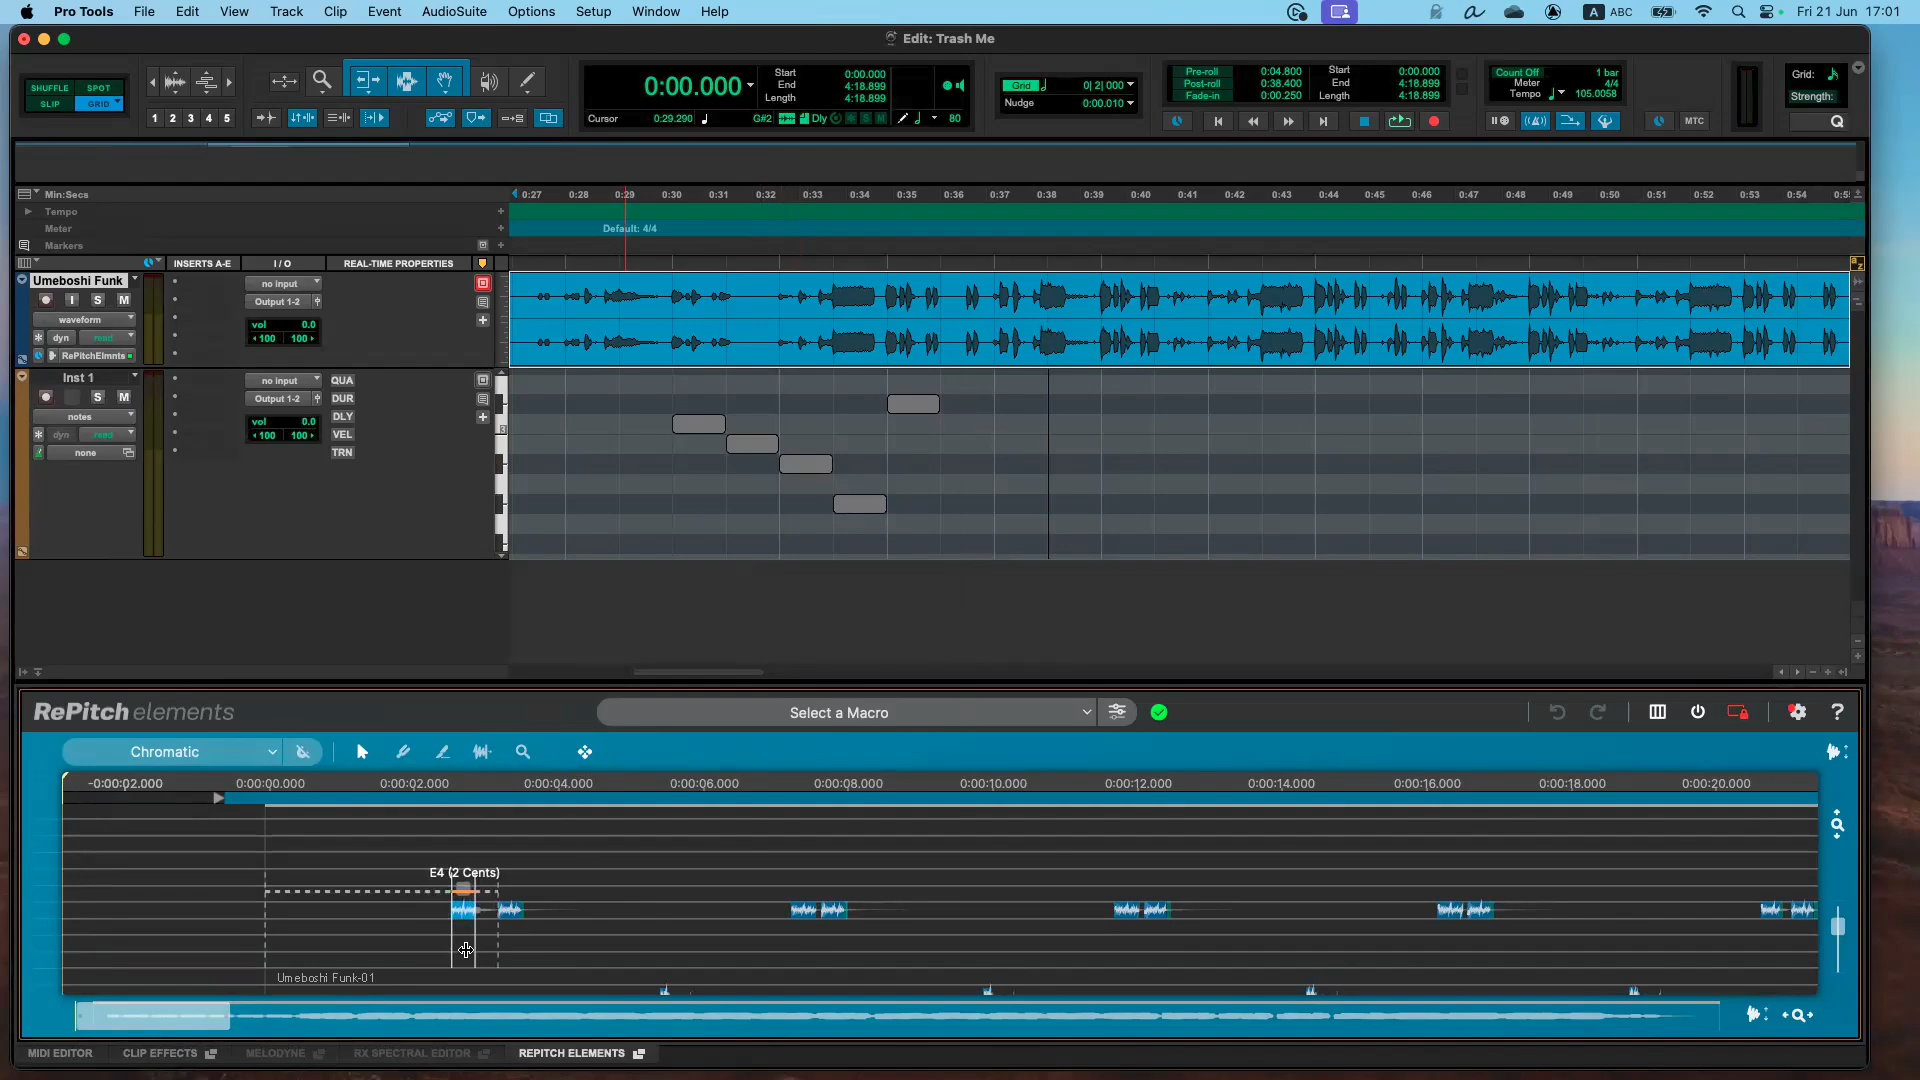 Pro Tools File Edit View Track Clip Event AudioSuite Options Setup Window Help
A ABC Fri 21 Jun 17:01
Edit: Trash Me
SHUFFLE SPOT
SLIP GRID
1 2 3 4 5
0:00.000
Start 0:00.000
End 4:18.899
Length 4:18.899
Cursor 0:29.290 G#2 Dly S M 80
Grid 0| 2| 000
Nudge 0:00.010
Pre-roll 0:04.800
Post-roll 0:38.400
Fade-in 0:00.250
Start 0:00.000
End 4:18.899
Length 4:18.899
Count Off 1 bar
Meter 4/4
Tempo 105.0058
MTC
Grid:
Strength:
Q
Min:Secs
0:27 0:28 0:29 0:30 0:31 0:32 0:33 0:34 0:35 0:36 0:37 0:38 0:39 0:40 0:41 0:42 0:43 0:44 0:45 0:46 0:47 0:48 0:49 0:50 0:51 0:52 0:53 0:54
Tempo
Meter
Default: 4/4
Markers
INSERTS A-E I / O REAL-TIME PROPERTIES
a z
Umeboshi Funk
I S M
waveform
dyn read
RePitchElmnts
no input
Output 1-2
vol 0.0
100 100
Inst 1
S M
notes
dyn read
none
no input
Output 1-2
vol 0.0
100 100
QUA
DUR
DLY
VEL
TRN
RePitch elements
Select a Macro
?
Chromatic
-0:00:02.000 0:00:00.000 0:00:02.000 0:00:04.000 0:00:06.000 0:00:08.000 0:00:10.000 0:00:12.000 0:00:14.000 0:00:16.000 0:00:18.000 0:00:20.000
E4 (2 Cents)
Umeboshi Funk-01
MIDI EDITOR CLIP EFFECTS MELODYNE RX SPECTRAL EDITOR REPITCH ELEMENTS